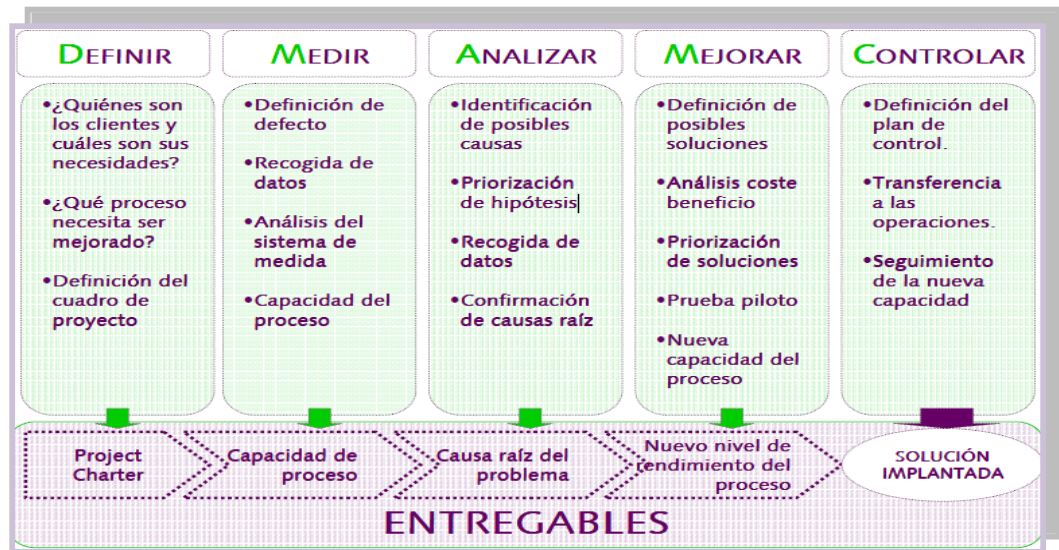 DEFINIR
MEDIR
ANALIZAR
MEJORAR
CONTROLAR
•¿Quiénes son
los clientes y
cuáles son sus
necesidades?
•¿Qué proceso
necesita ser
mejorado?
•Definición del
cuadro de
proyecto
•Definición de
defecto
•Recogida de
datos
•Análisis del
sistema de
medida
•Capacidad del
proceso
•Identificación
de posibles
causas
•Priorización
de hipótesis
•Recogida de
datos
•Confirmación
de causas raíz
•Definición de
posibles
soluciones
•Análisis coste
beneficio
•Priorización
de soluciones
•Prueba piloto
•Nueva
capacidad del
proceso
•Definición del
plan de
control.
•Transferencia
a las
operaciones.
•Seguimiento
de la nueva
capacidad
Project
Charter
Capacidad de
proceso
Causa raíz del
problema
Nuevo nivel de
rendimiento del
proceso
SOLUCIÓN
IMPLANTADA
ENTREGABLES